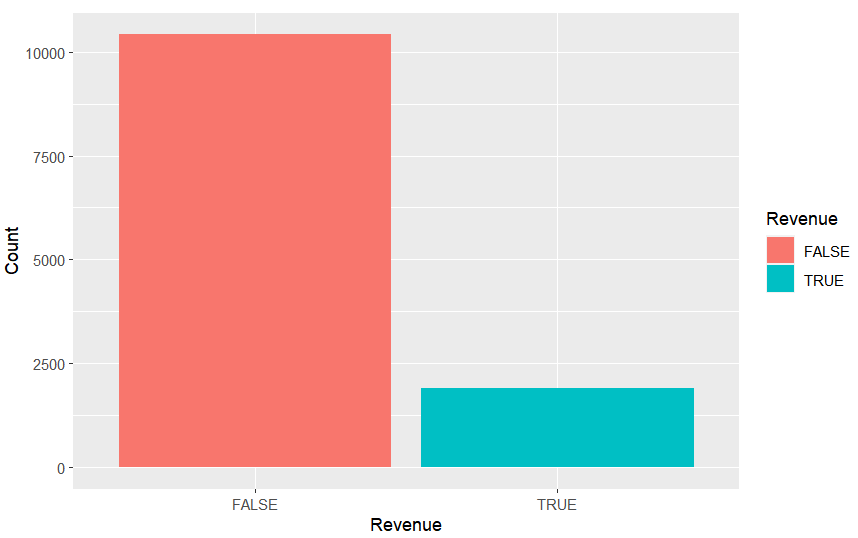 10000
7500
5000
2500
0
Count
FALSE
TRUE
Revenue
Revenue
FALSE
TRUE